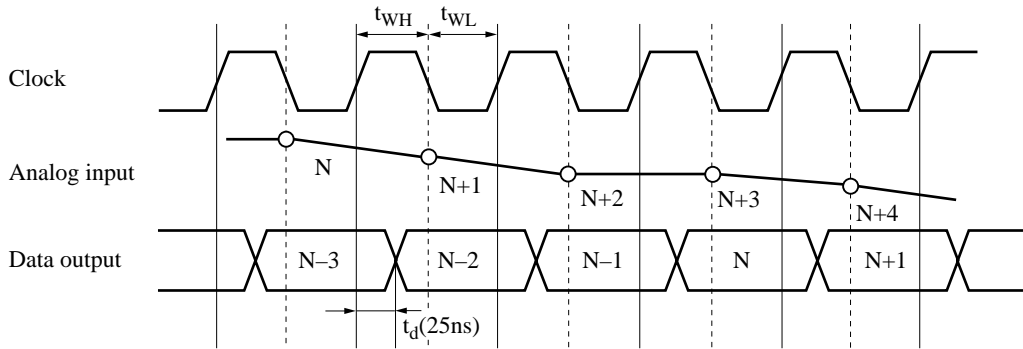 t_WH t_WL
Clock
Analog input
N N+1 N+2 N+3 N+4
Data output
N–3 N–2 N–1 N N+1
t_d(25ns)